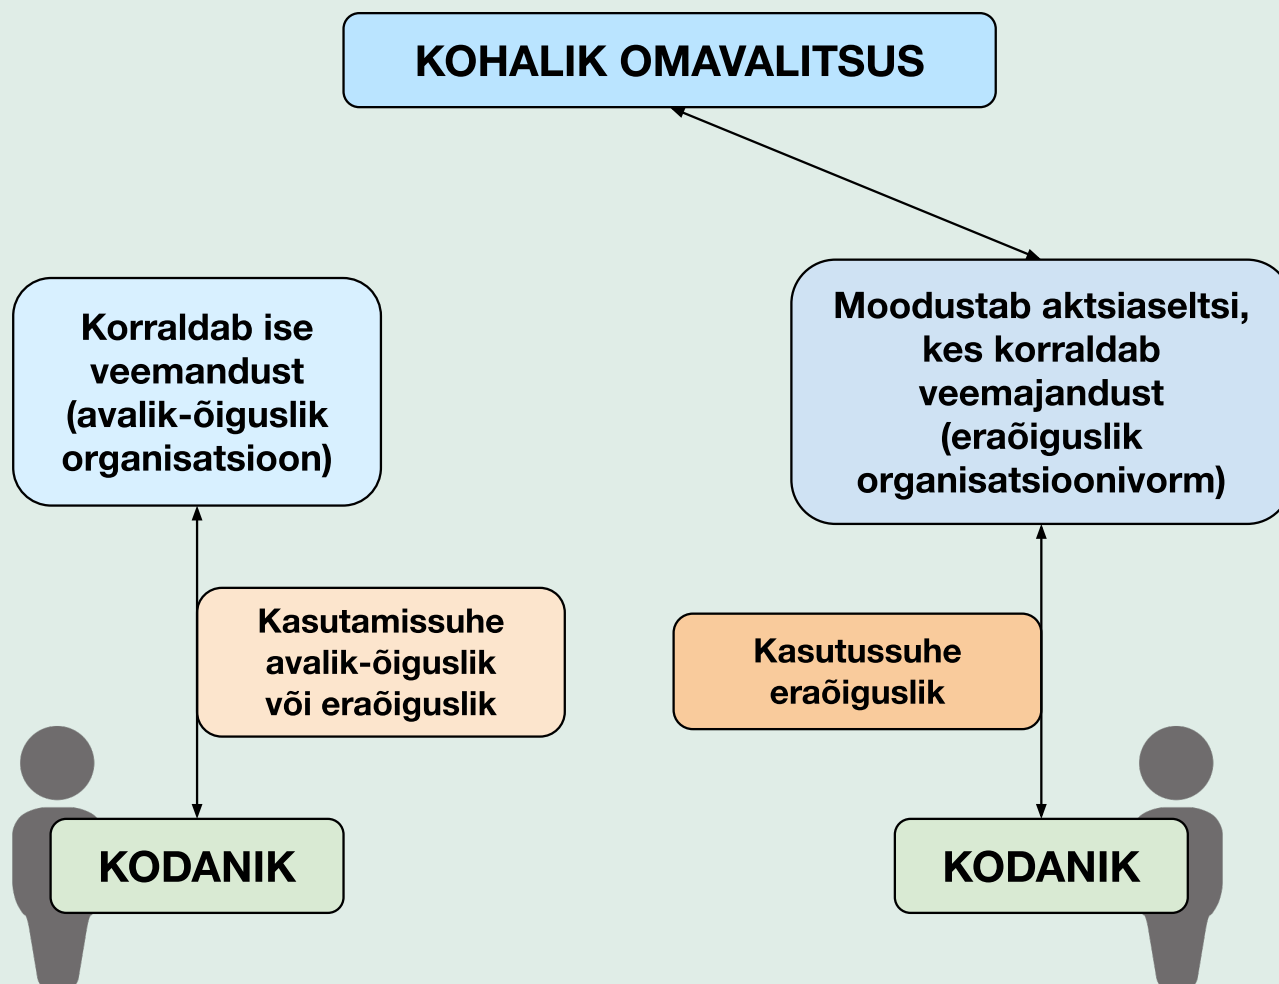 KOHALIK OMAVALITSUS
Korraldab ise
veemandust
(avalik-õiguslik
organisatsioon)
Moodustab aktsiaseltsi,
kes korraldab
veemajandust
(eraõiguslik
organisatsioonivorm)
Kasutamissuhe
avalik-õiguslik
või eraõiguslik
Kasutussuhe
eraõiguslik
KODANIK
KODANIK